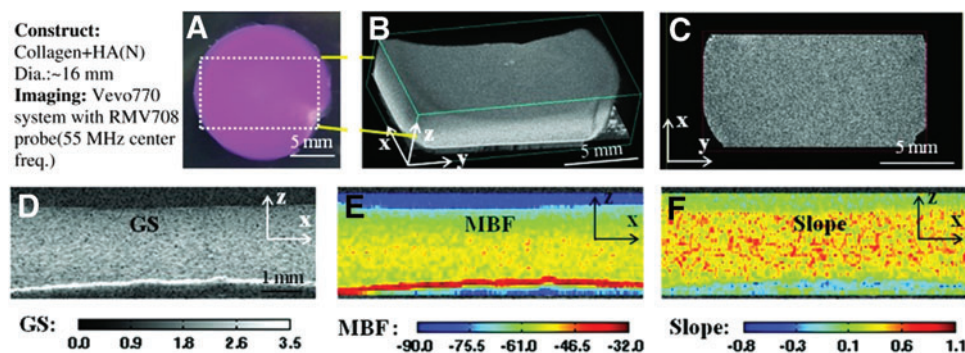 Construct:
Collagen+HA(N)
Dia.:~16 mm
Imaging: Vevo770
system with RMV708
probe(55 MHz center
freq.)
A
5 mm
B
z
x
y
5 mm
C
x
y
5 mm
D
GS
z
x
1 mm
E
MBF
z
x
F
Slope
z
x
GS:
0.0 0.9 1.8 2.6 3.5
MBF:
-90.0 -75.5 -61.0 -46.5 -32.0
Slope:
-0.8 -0.3 0.1 0.6 1.1